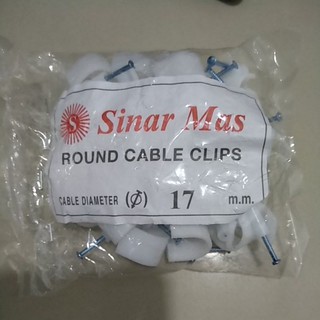 S Sinar Mas
ROUND CABLE CLIPS
CABLE DIAMETER (Ø) 17 m.m.